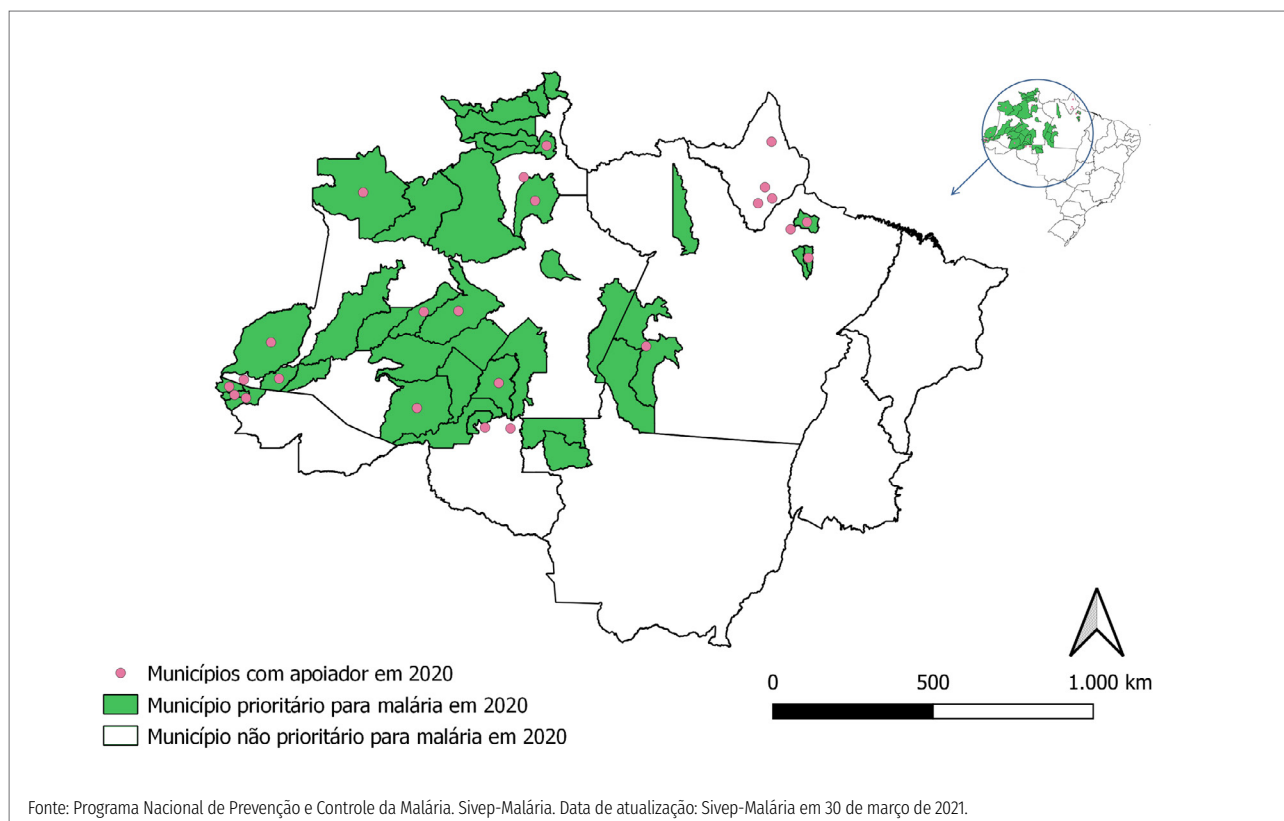 Municípios com apoiador em 2020
Município prioritário para malária em 2020
Município não prioritário para malária em 2020
0 500 1.000 km
Fonte: Programa Nacional de Prevenção e Controle da Malária. Sivep-Malária. Data de atualização: Sivep-Malária em 30 de março de 2021.